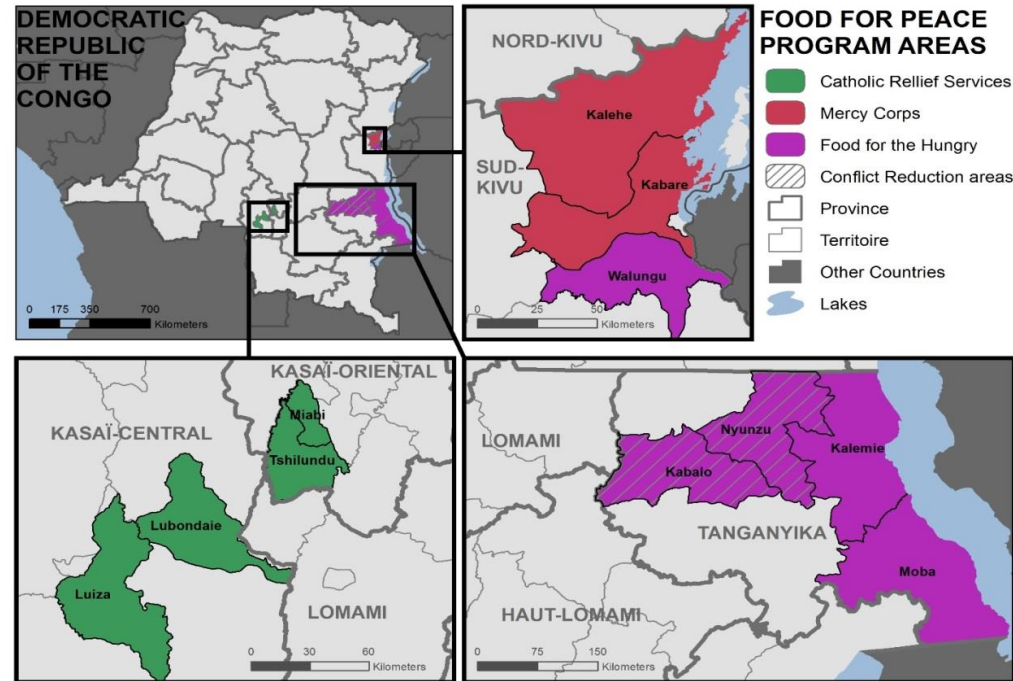 DEMOCRATIC
REPUBLIC
OF THE
CONGO
0 175 350 700
Kilometers
NORD-KIVU
Kalehe
SUD-
KIVU
Kabare
Walungu
0 25 50
Kilometers
FOOD FOR PEACE
PROGRAM AREAS
Catholic Rellief Services
Mercy Corps
Food for the Hungry
Conflict Reduction areas
Province
Territoire
Other Countries
Lakes
KASAÏ-ORIENTAL
Miabi
KASAÏ-CENTRAL
Tshilundu
Lubondaie
Luiza
LOMAMI
0 30 60
Kilometers
LOMAMI
Nyunzu
Kalemie
Kabalo
TANGANYIKA
Moba
HAUT-LOMAMI
0 75 150
Kilometers